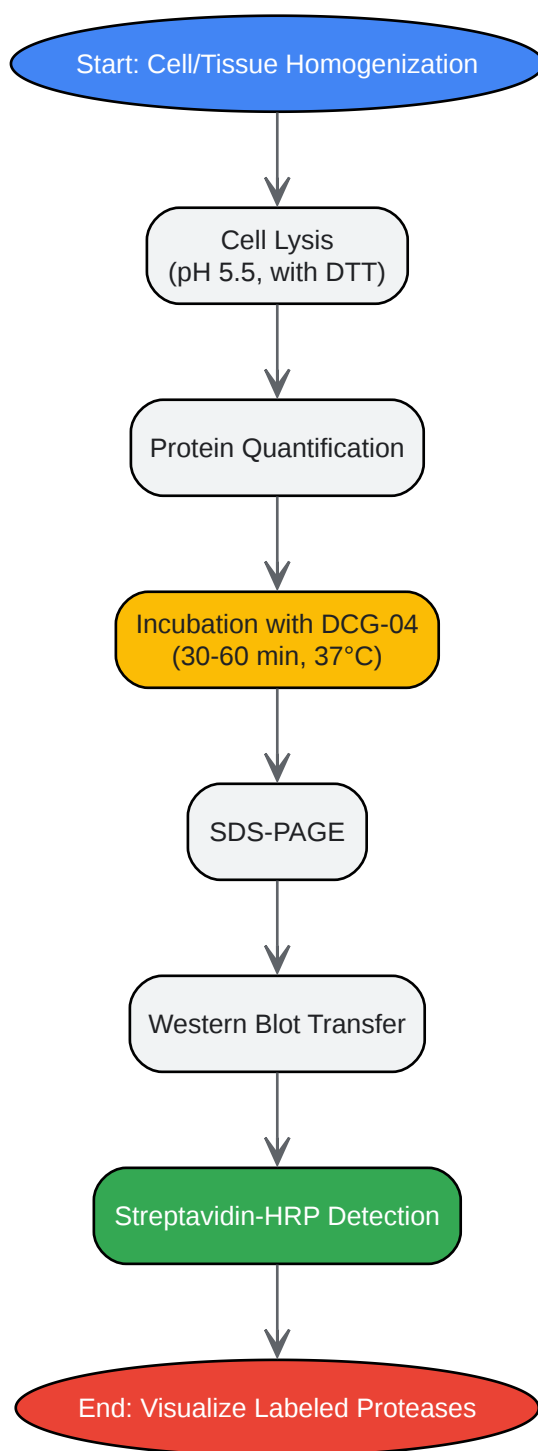 Start: Cell/Tissue Homogenization
Cell Lysis
(pH 5.5, with DTT)
Protein Quantification
Incubation with DCG-04
(30-60 min, 37°C)
SDS-PAGE
Western Blot Transfer
Streptavidin-HRP Detection
End: Visualize Labeled Proteases